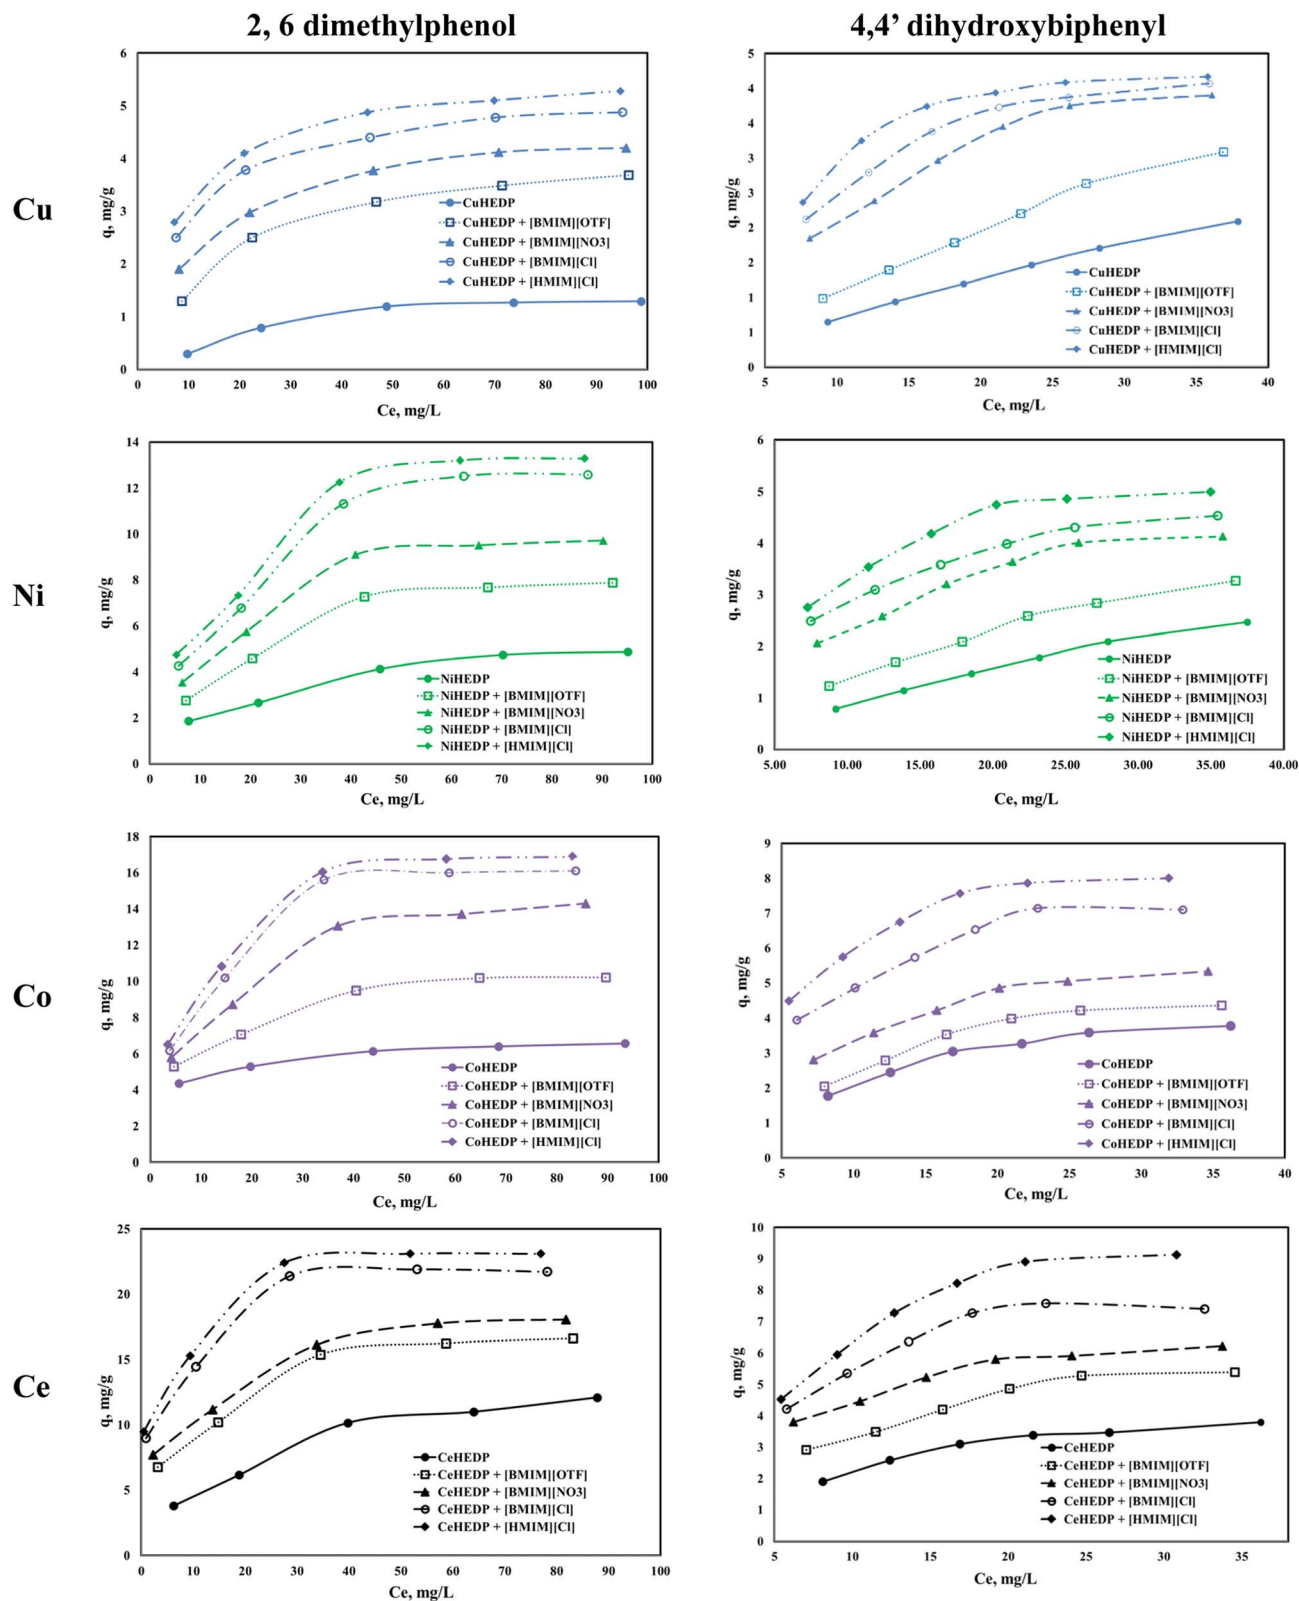 2, 6 dimethylphenol
4,4’ dihydroxybiphenyl
Cu
q, mg/g
6
5
4
3
2
1
0
0 10 20 30 40 50 60 70 80 90 100
Ce, mg/L
CuHEDP
CuHEDP + [BMIM][OTF]
CuHEDP + [BMIM][NO3]
CuHEDP + [BMIM][Cl]
CuHEDP + [HMIM][Cl]
q, mg/g
5
4
4
3
3
2
2
1
1
0
5 10 15 20 25 30 35 40
Ce, mg/L
CuHEDP
CuHEDP + [BMIM][OTF]
CuHEDP + [BMIM][NO3]
CuHEDP + [BMIM][Cl]
CuHEDP + [HMIM][Cl]
Ni
q, mg/g
14
12
10
8
6
4
2
0
0 10 20 30 40 50 60 70 80 90 100
Ce, mg/L
NiHEDP
NiHEDP + [BMIM][OTF]
NiHEDP + [BMIM][NO3]
NiHEDP + [BMIM][Cl]
NiHEDP + [HMIM][Cl]
q, mg/g
6
5
4
3
2
1
0
5.00 10.00 15.00 20.00 25.00 30.00 35.00 40.00
Ce, mg/L
NiHEDP
NiHEDP + [BMIM][OTF]
NiHEDP + [BMIM][NO3]
NiHEDP + [BMIM][Cl]
NiHEDP + [HMIM][Cl]
Co
q, mg/g
18
16
14
12
10
8
6
4
2
0
0 10 20 30 40 50 60 70 80 90 100
Ce, mg/L
CoHEDP
CoHEDP + [BMIM][OTF]
CoHEDP + [BMIM][NO3]
CoHEDP + [BMIM][Cl]
CoHEDP + [HMIM][Cl]
q, mg/g
9
8
7
6
5
4
3
2
1
0
5 10 15 20 25 30 35 40
Ce, mg/L
CoHEDP
CoHEDP + [BMIM][OTF]
CoHEDP + [BMIM][NO3]
CoHEDP + [BMIM][Cl]
CoHEDP + [HMIM][Cl]
Ce
q, mg/g
25
20
15
10
5
0
0 10 20 30 40 50 60 70 80 90 100
Ce, mg/L
CeHEDP
CeHEDP + [BMIM][OTF]
CeHEDP + [BMIM][NO3]
CeHEDP + [BMIM][Cl]
CeHEDP + [HMIM][Cl]
q, mg/g
10
9
8
7
6
5
4
3
2
1
0
5 10 15 20 25 30 35
Ce, mg/L
CeHEDP
CeHEDP + [BMIM][OTF]
CeHEDP + [BMIM][NO3]
CeHEDP + [BMIM][Cl]
CeHEDP + [HMIM][Cl]